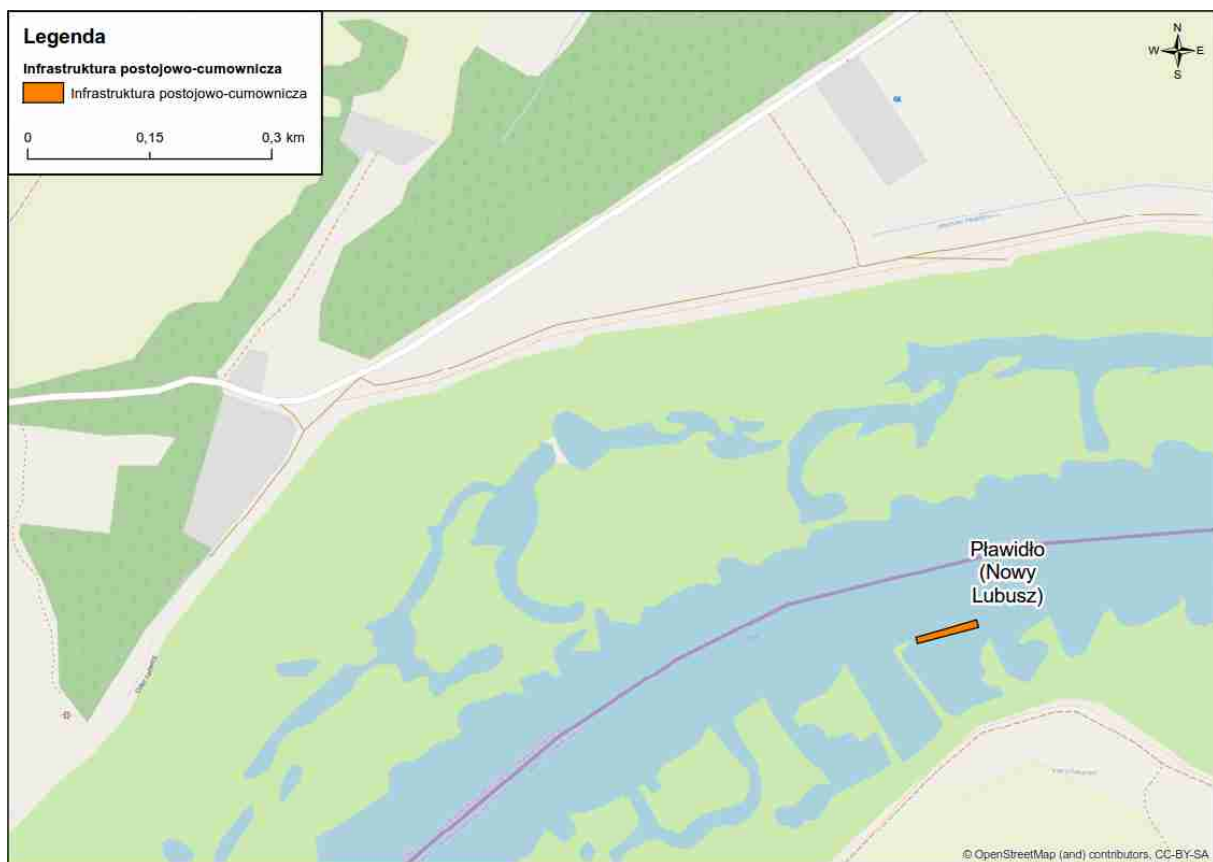 Legenda
Infrastruktura postojowo-cumownicza
Infrastruktura postojowo-cumownicza
0 0,15 0,3 km
N
W E
S
Pławidło
(Nowy
Lubusz)
© OpenStreetMap (and) contributors, CC-BY-SA